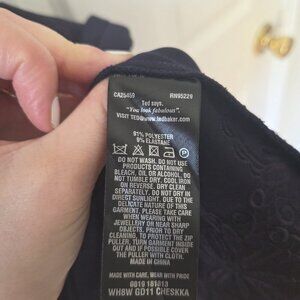 CA25459 RN95229
Ted says,
"You look fabulous".
VISIT TED@www.tedbaker.com
91% POLYESTER
9% ELASTANE
DO NOT WASH. DO NOT USE
PRODUCTS CONTAINING
BLEACH, OIL, OR ALCOHOL. DO
NOT TUMBLE DRY. COOL IRON
ON REVERSE. DRY CLEAN
SEPARATELY. DO NOT DRY IN
DIRECT SUNLIGHT. DUE TO THE
DELICATE NATURE OF THIS
GARMENT, PLEASE TAKE CARE
WHEN WEARING WITH
JEWELLERY OR NEAR SHARP
OBJECTS. PRIOR TO DRY
CLEANING, TO PROTECT THE ZIP
PULLER, TURN GARMENT INSIDE
OUT AND IF POSSIBLE COVER
THE PULLER WITH CLOTH.
MADE IN CHINA
MADE WITH CARE, WEAR WITH PRIDE
WH8W GD11 CHESKKA